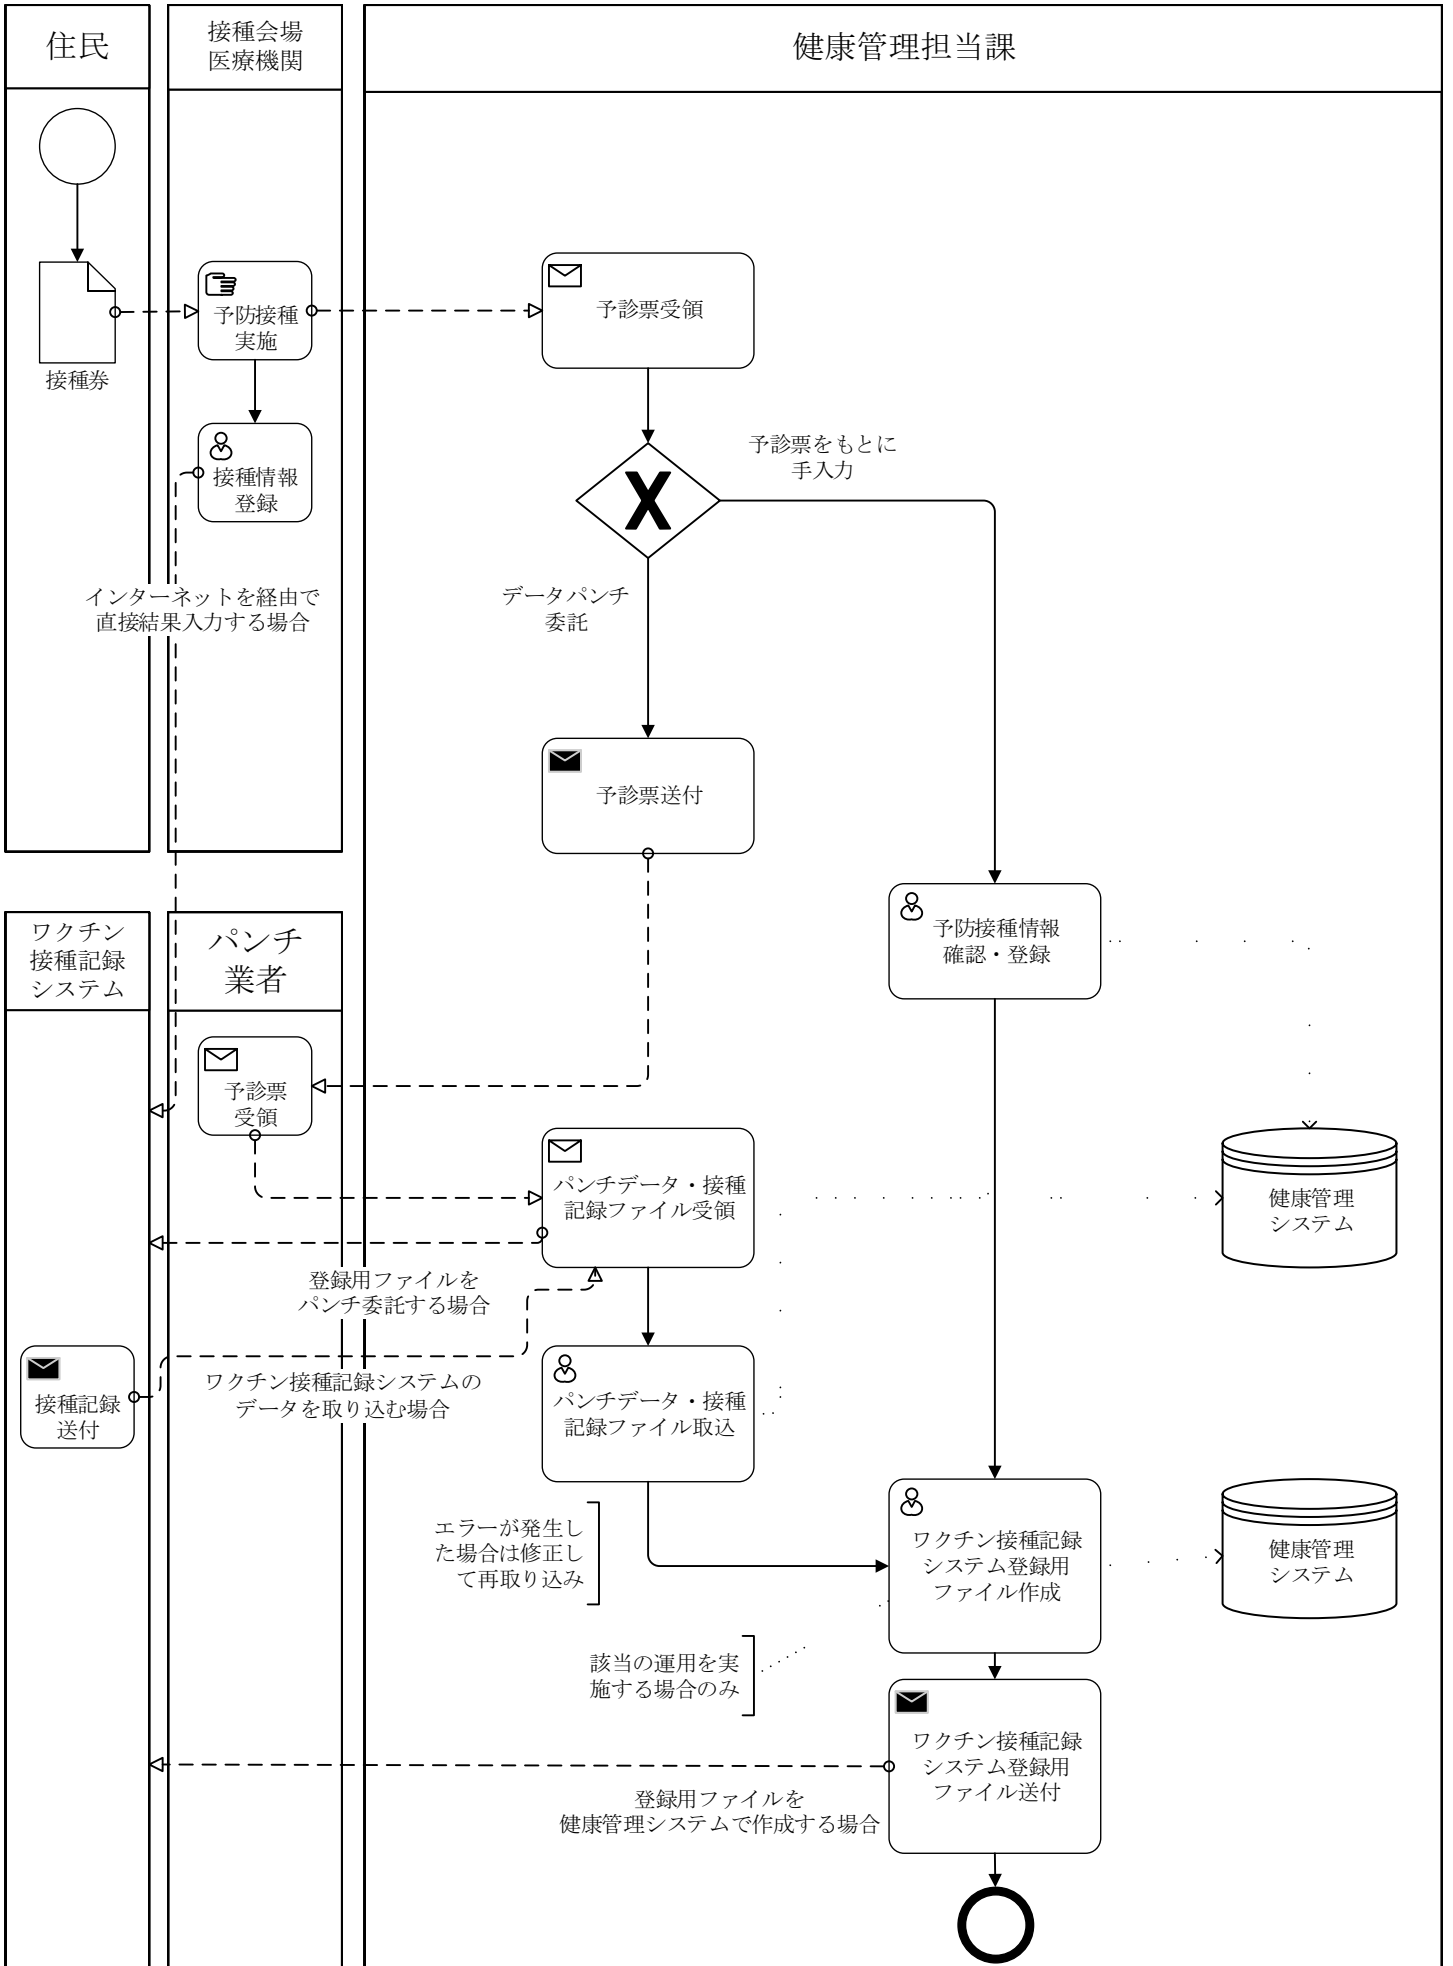 住民
接種会場
医療機関
健康管理担当課
接種券
予防接種
実施
接種情報
登録
インターネットを経由で
直接結果入力する場合
予診票受領
予診票をもとに
手入力
X
データパンチ
委託
予診票送付
予防接種情報
確認・登録
ワクチン
接種記録
システム
パンチ
業者
予診票
受領
パンチデータ・接種
記録ファイル受領
健康管理
システム
登録用ファイルを
パンチ委託する場合
接種記録
送付
ワクチン接種記録システムの
データを取り込む場合
パンチデータ・接種
記録ファイル取込
エラーが発生し
た場合は修正し
て再取り込み
ワクチン接種記録
システム登録用
ファイル作成
健康管理
システム
該当の運用を実
施する場合のみ
ワクチン接種記録
システム登録用
ファイル送付
登録用ファイルを
健康管理システムで作成する場合